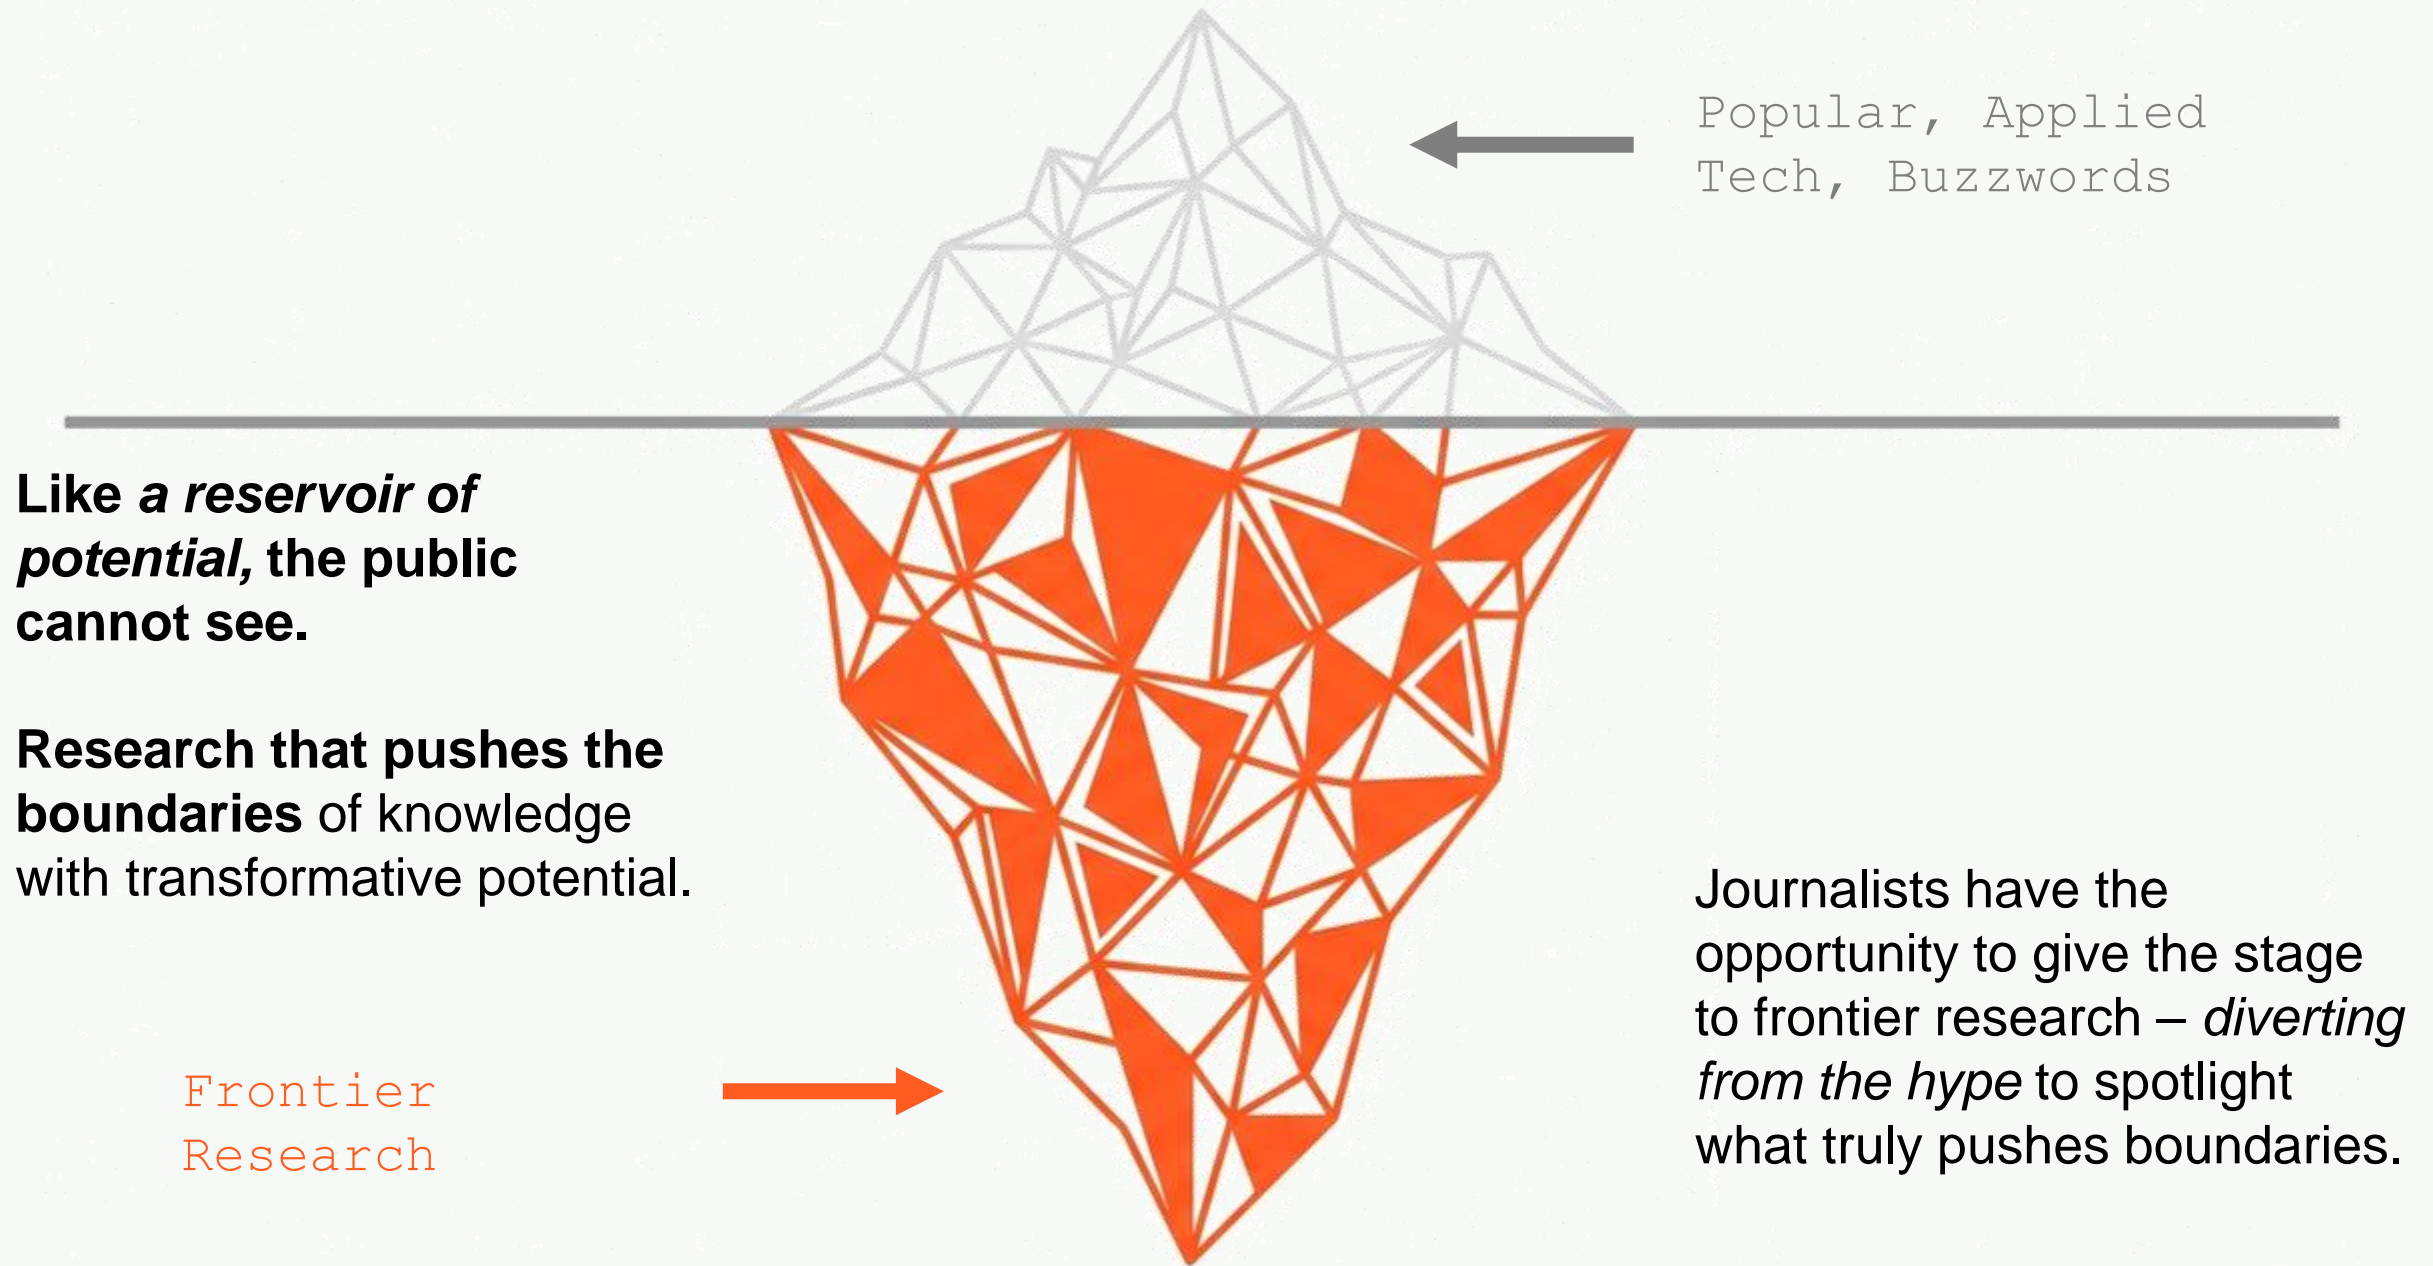 Popular, Applied
Tech, Buzzwords
Like a reservoir of
potential, the public
cannot see.
Research that pushes the
boundaries of knowledge
with transformative potential.
Frontier
Research
Journalists have the
opportunity to give the stage
to frontier research – diverting
from the hype to spotlight
what truly pushes boundaries.